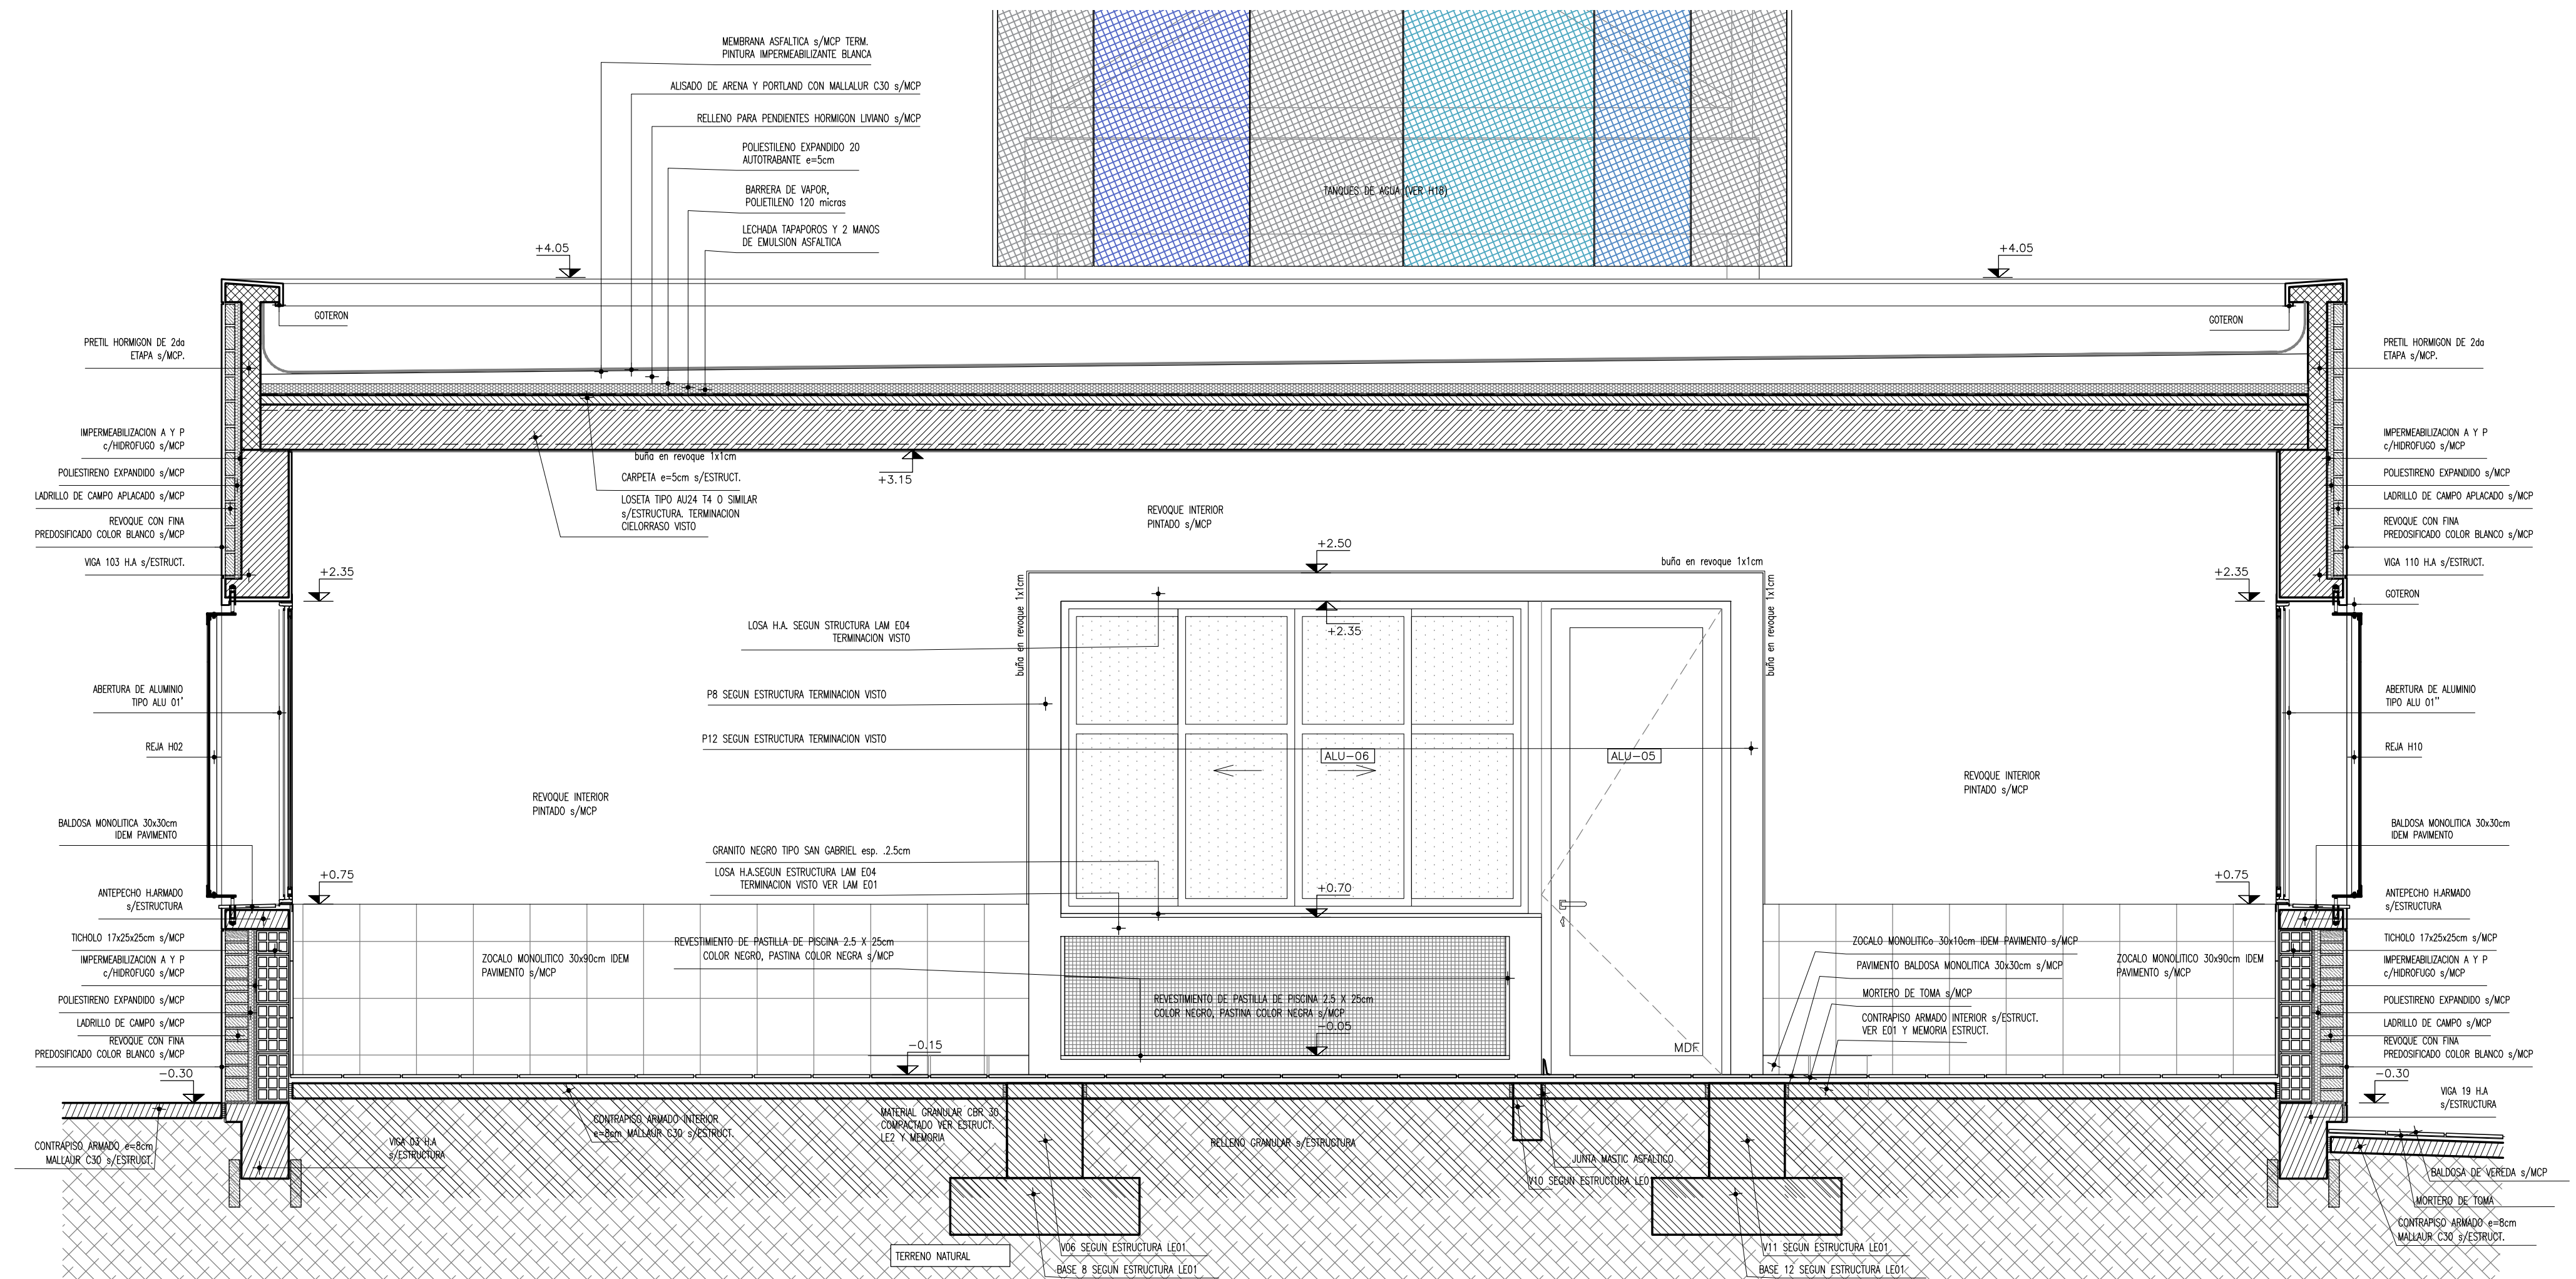 MEMBRANA ASFALTICA s/MCP TERM.
PINTURA IMPERMEABILIZANTE BLANCA
ALISADO DE ARENA Y PORTLAND CON MALLALUR C30 s/MCP
RELLENO PARA PENDIENTES HORMIGON LIVIANO s/MCP
POLIESTILENO EXPANDIDO 20
AUTOTRABANTE e=5cm
BARRERA DE VAPOR,
POLIETILENO 120 micras
LECHADA TAPAPOROS Y 2 MANOS
DE EMULSION ASFALTICA
TANQUES DE AGUA (VER H18)
+4.05
+4.05
GOTERON
GOTERON
PRETIL HORMIGON DE 2da
ETAPA s/MCP.
IMPERMEABILIZACION A Y P
c/HIDROFUGO s/MCP
POLIESTIRENO EXPANDIDO s/MCP
LADRILLO DE CAMPO APLACADO s/MCP
REVOQUE CON FINA
PREDOSIFICADO COLOR BLANCO s/MCP
VIGA 103 H.A s/ESTRUCT.
+2.35
ABERTURA DE ALUMINIO
TIPO ALU 01'
REJA H02
BALDOSA MONOLITICA 30x30cm
IDEM PAVIMENTO
+0.75
ANTEPECHO H.ARMADO
s/ESTRUCTURA
TICHOLO 17x25x25cm s/MCP
IMPERMEABILIZACION A Y P
c/HIDROFUGO s/MCP
POLIESTIRENO EXPANDIDO s/MCP
LADRILLO DE CAMPO s/MCP
REVOQUE CON FINA
PREDOSIFICADO COLOR BLANCO s/MCP
-0.30
CONTRAPISO ARMADO e=8cm
MALLAUR C30 s/ESTRUCT.
VIGA 03 H.A
s/ESTRUCTURA
buña en revoque 1x1cm
CARPETA e=5cm s/ESTRUCT.
LOSETA TIPO AU24 T4 O SIMILAR
s/ESTRUCTURA. TERMINACION
CIELORRASO VISTO
+3.15
REVOQUE INTERIOR
PINTADO s/MCP
+2.50
buña en revoque 1x1cm
buña en revoque 1x1cm
buña en revoque 1x1cm
LOSA H.A. SEGUN STRUCTURA LAM E04
TERMINACION VISTO
+2.35
P8 SEGUN ESTRUCTURA TERMINACION VISTO
P12 SEGUN ESTRUCTURA TERMINACION VISTO
ALU-06
ALU-05
REVOQUE INTERIOR
PINTADO s/MCP
REVOQUE INTERIOR
PINTADO s/MCP
GRANITO NEGRO TIPO SAN GABRIEL esp. .2.5cm
LOSA H.A.SEGUN ESTRUCTURA LAM E04
TERMINACION VISTO VER LAM E01
+0.70
REVESTIMIENTO DE PASTILLA DE PISCINA 2.5 X 25cm
COLOR NEGRO, PASTINA COLOR NEGRA s/MCP
ZOCALO MONOLITICO 30x90cm IDEM
PAVIMENTO s/MCP
REVESTIMIENTO DE PASTILLA DE PISCINA 2.5 X 25cm
COLOR NEGRO, PASTINA COLOR NEGRA s/MCP
-0.05
-0.15
MDF
ZOCALO MONOLITICo 30x10cm IDEM PAVIMENTO s/MCP
PAVIMENTO BALDOSA MONOLITICA 30x30cm s/MCP
MORTERO DE TOMA s/MCP
CONTRAPISO ARMADO INTERIOR s/ESTRUCT.
VER E01 Y MEMORIA ESTRUCT.
ZOCALO MONOLITICO 30x90cm IDEM
PAVIMENTO s/MCP
CONTRAPISO ARMADO INTERIOR
e=8cm MALLAUR C30 s/ESTRUCT.
MATERIAL GRANULAR CBR 30
COMPACTADO VER ESTRUCT.
LE2 Y MEMORIA
RELLENO GRANULAR s/ESTRUCTURA
JUNTA MASTIC ASFALTICO
V10 SEGUN ESTRUCTURA LE01
TERRENO NATURAL
V06 SEGUN ESTRUCTURA LE01
BASE 8 SEGUN ESTRUCTURA LE01
V11 SEGUN ESTRUCTURA LE01
BASE 12 SEGUN ESTRUCTURA LE01
PRETIL HORMIGON DE 2da
ETAPA s/MCP.
IMPERMEABILIZACION A Y P
c/HIDROFUGO s/MCP
POLIESTIRENO EXPANDIDO s/MCP
LADRILLO DE CAMPO APLACADO s/MCP
REVOQUE CON FINA
PREDOSIFICADO COLOR BLANCO s/MCP
VIGA 110 H.A s/ESTRUCT.
+2.35
GOTERON
ABERTURA DE ALUMINIO
TIPO ALU 01''
REJA H10
BALDOSA MONOLITICA 30x30cm
IDEM PAVIMENTO
+0.75
ANTEPECHO H.ARMADO
s/ESTRUCTURA
TICHOLO 17x25x25cm s/MCP
IMPERMEABILIZACION A Y P
c/HIDROFUGO s/MCP
POLIESTIRENO EXPANDIDO s/MCP
LADRILLO DE CAMPO s/MCP
REVOQUE CON FINA
PREDOSIFICADO COLOR BLANCO s/MCP
-0.30
VIGA 19 H.A
s/ESTRUCTURA
BALDOSA DE VEREDA s/MCP
MORTERO DE TOMA
CONTRAPISO ARMADO e=8cm
MALLAUR C30 s/ESTRUCT.